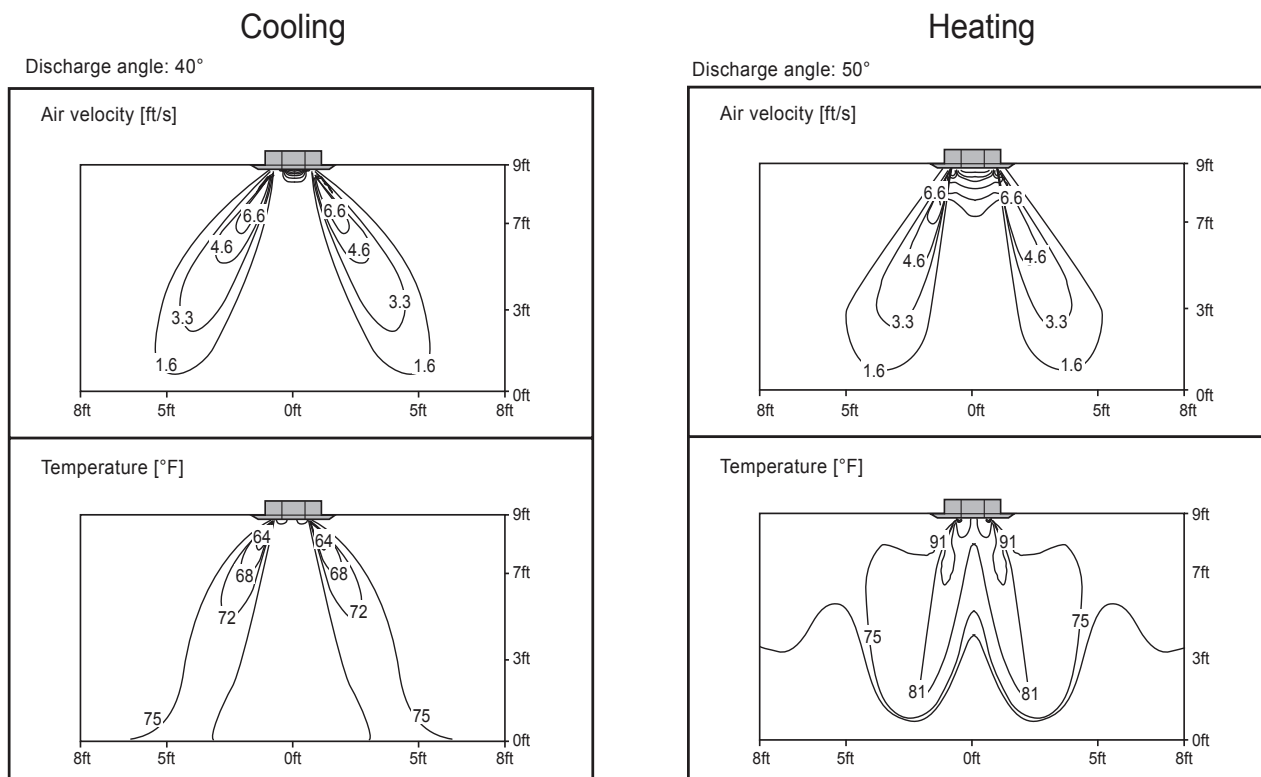 Cooling
Discharge angle: 40°
Air velocity [ft/s]
9ft
6.6 6.6
7ft
4.6 4.6
3.3
3ft
3.3
1.6 1.6
0ft
8ft 5ft 0ft 5ft 8ft
Temperature [°F]
9ft
64 64
68 68
7ft
72 72
3ft
75 75
0ft
8ft 5ft 0ft 5ft 8ft
Heating
Discharge angle: 50°
Air velocity [ft/s]
9ft
6.6 6.6
7ft
4.6 4.6
3ft
3.3 3.3
1.6 1.6
0ft
8ft 5ft 0ft 5ft 8ft
Temperature [°F]
9ft
91 91
7ft
75 75
3ft
81 81
0ft
8ft 5ft 0ft 5ft 8ft